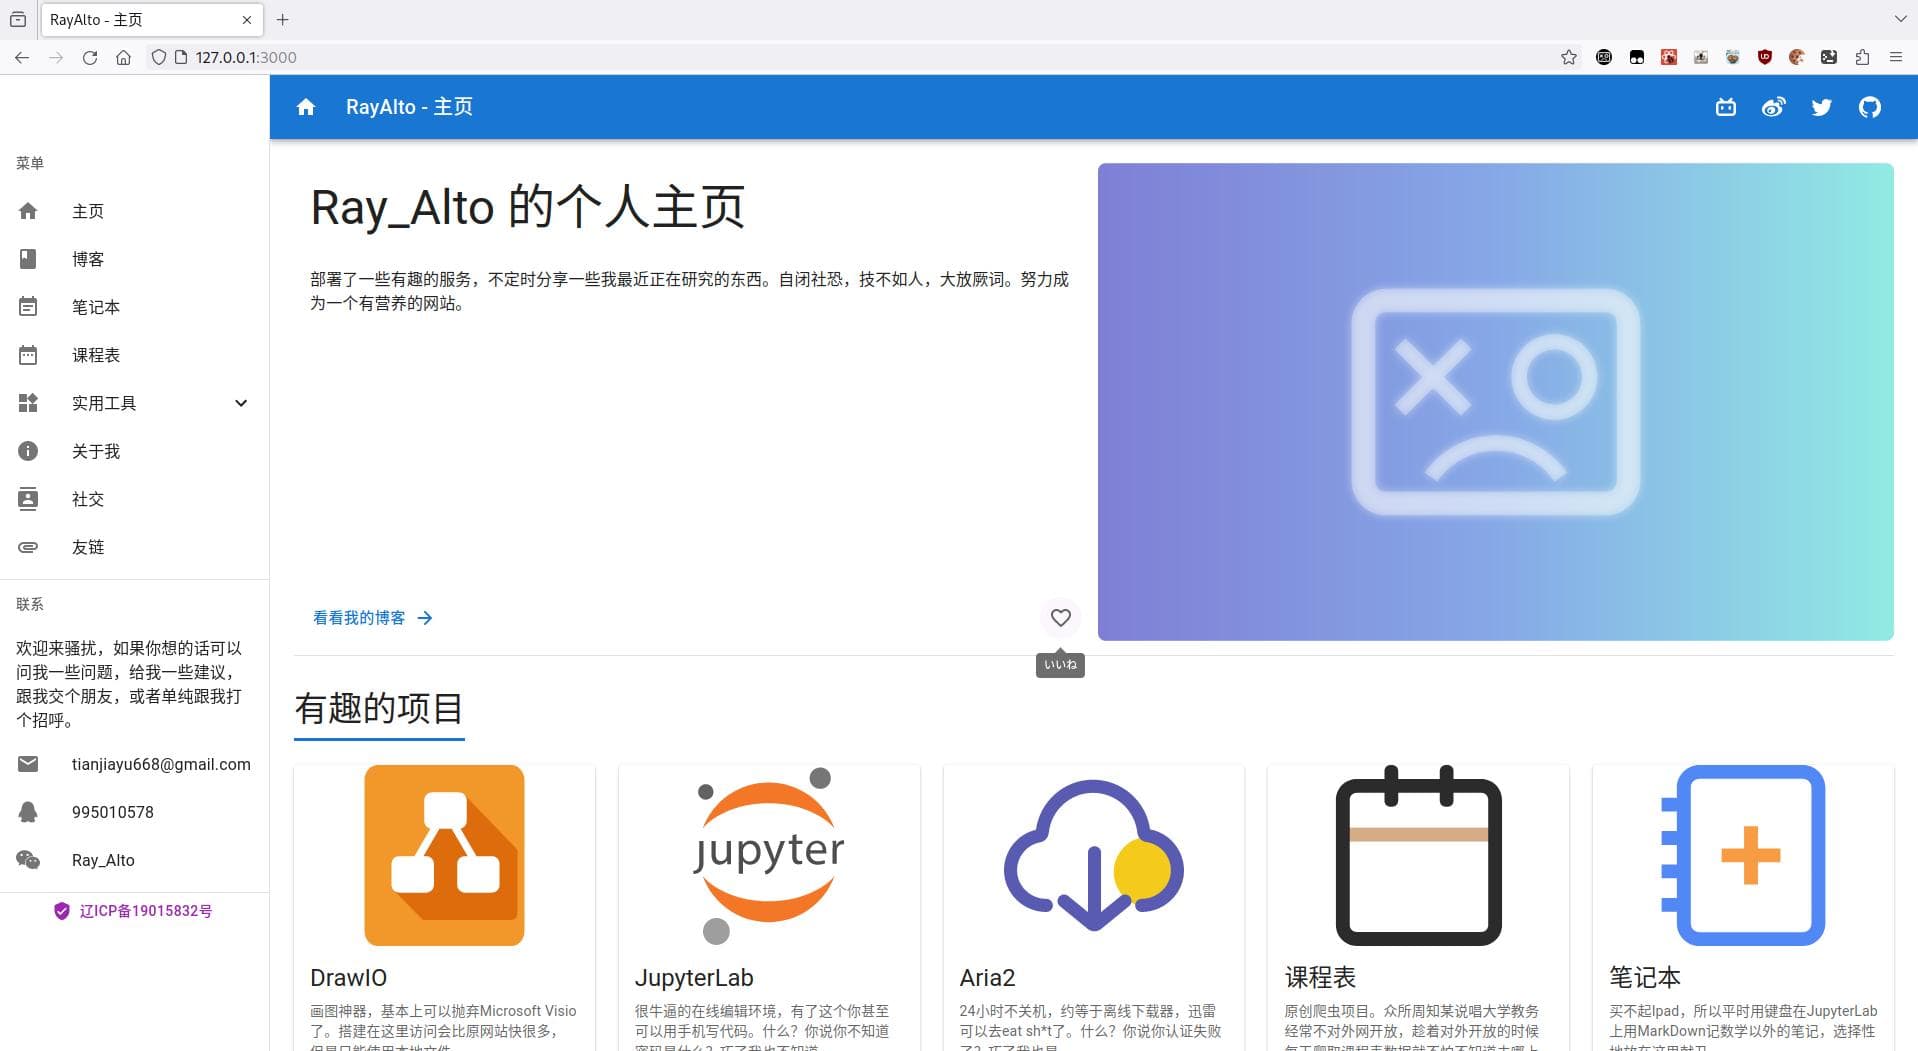 RayAlto - 主页
127.0.0.1:3000
RayAlto - 主页
菜单
主页
博客
笔记本
课程表
实用工具
关于我
社交
友链
联系
欢迎来骚扰，如果你想的话可以
问我一些问题，给我一些建议，
跟我交个朋友，或者单纯跟我打
个招呼。
tianjiayu668@gmail.com
995010578
Ray_Alto
辽ICP备19015832号
Ray_Alto 的个人主页
部署了一些有趣的服务，不定时分享一些我最近正在研究的东西。自闭社恐，技不如人，大放厥词。努力成
为一个有营养的网站。
看看我的博客
いいね
有趣的项目
jupyter
DrawIO
画图神器，基本上可以抛弃Microsoft Visio
了。搭建在这里访问会比原网站快很多，
JupyterLab
很牛逼的在线编辑环境，有了这个你甚至
可以用手机写代码。什么？你说你不知道
Aria2
24小时不关机，约等于离线下载器，迅雷
可以去eat sh*t了。什么？你说你认证失败
课程表
原创爬虫项目。众所周知某说唱大学教务
经常不对外网开放，趁着对外开放的时候
笔记本
买不起Ipad，所以平时用键盘在JupyterLab
上用MarkDown记数学以外的笔记，选择性